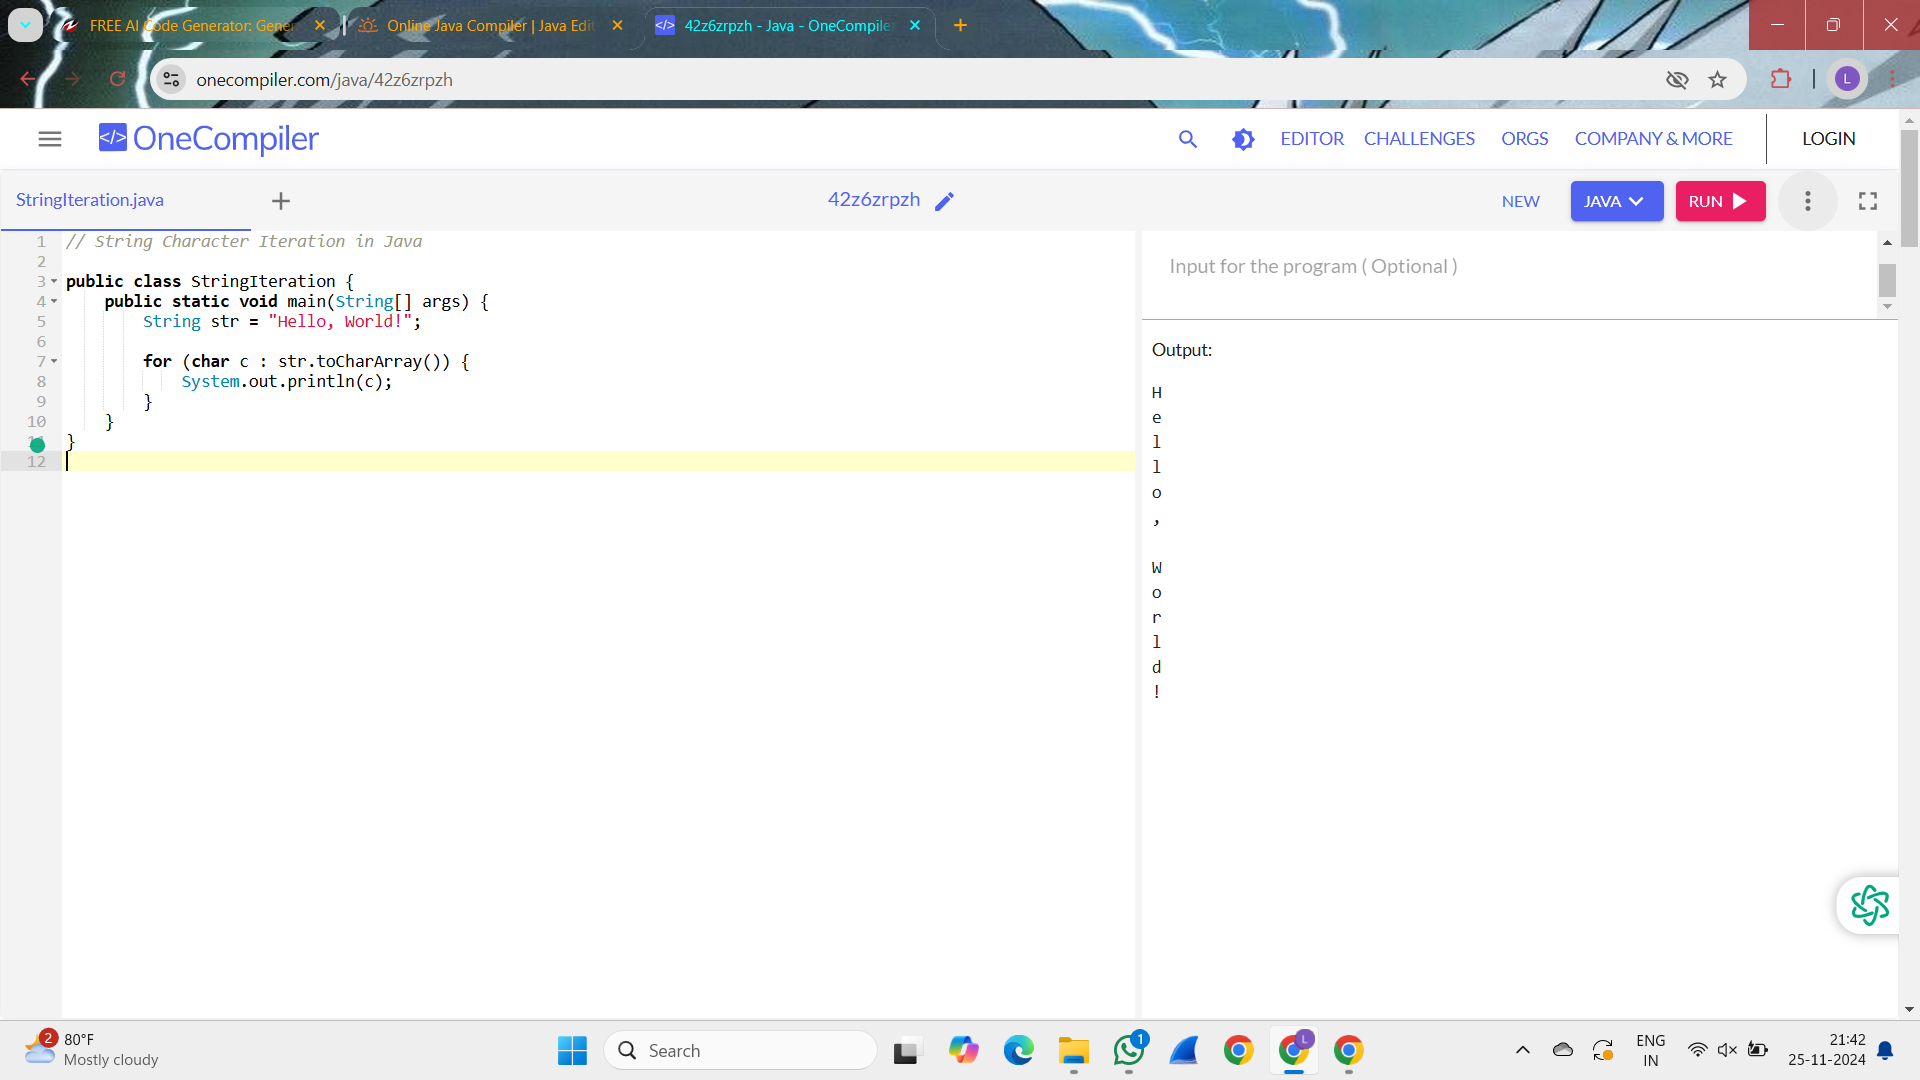 FREE AI Code Generator: Gene
Online Java Compiler | Java Edi
42z6zrpzh - Java - OneCompile
onecompiler.com/java/42z6zrpzh
L
</> OneCompiler
EDITOR
CHALLENGES
ORGS
COMPANY & MORE
LOGIN
StringIteration.java
42z6zrpzh
NEW
JAVA
RUN
1 // String Character Iteration in Java
2
3 public class StringIteration {
4 public static void main(String[] args) {
5 String str = "Hello, World!";
6
7 for (char c : str.toCharArray()) {
8 System.out.println(c);
9 }
10 }
}
12
Input for the program ( Optional )
Output:
H
e
l
l
o
,
W
o
r
l
d
!
2
80°F
Mostly cloudy
Search
1
L
ENG
IN
21:42
25-11-2024